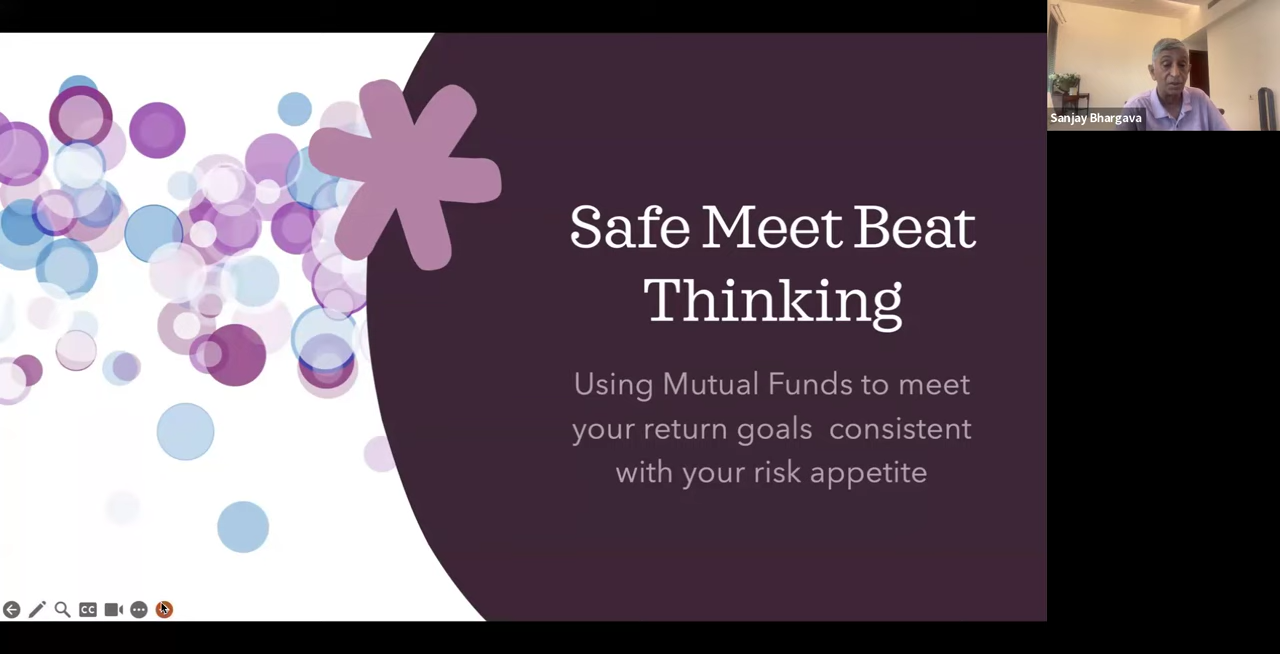 Safe Meet Beat
Thinking
Using Mutual Funds to meet
your return goals  consistent
with your risk appetite
Sanjay Bhargava
CC